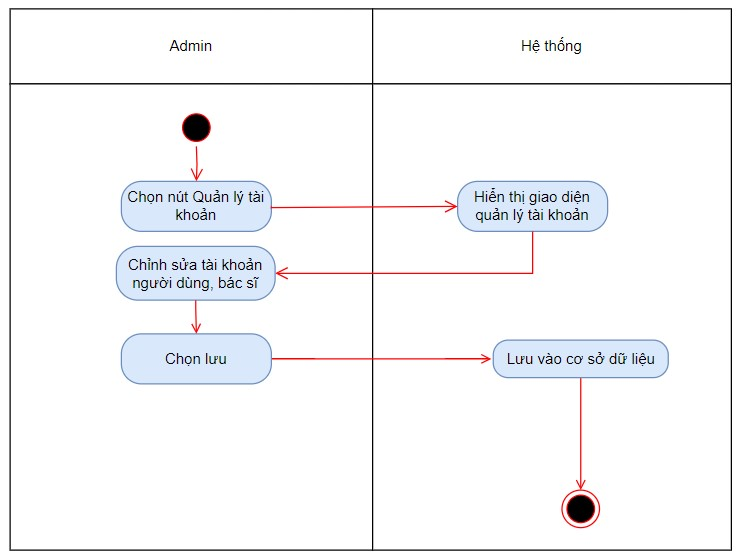 Admin
Hệ thống
Chọn nút Quản lý tài
khoản
Hiển thị giao diện
quản lý tài khoản
Chỉnh sửa tài khoản
người dùng, bác sĩ
Chọn lưu
Lưu vào cơ sở dữ liệu